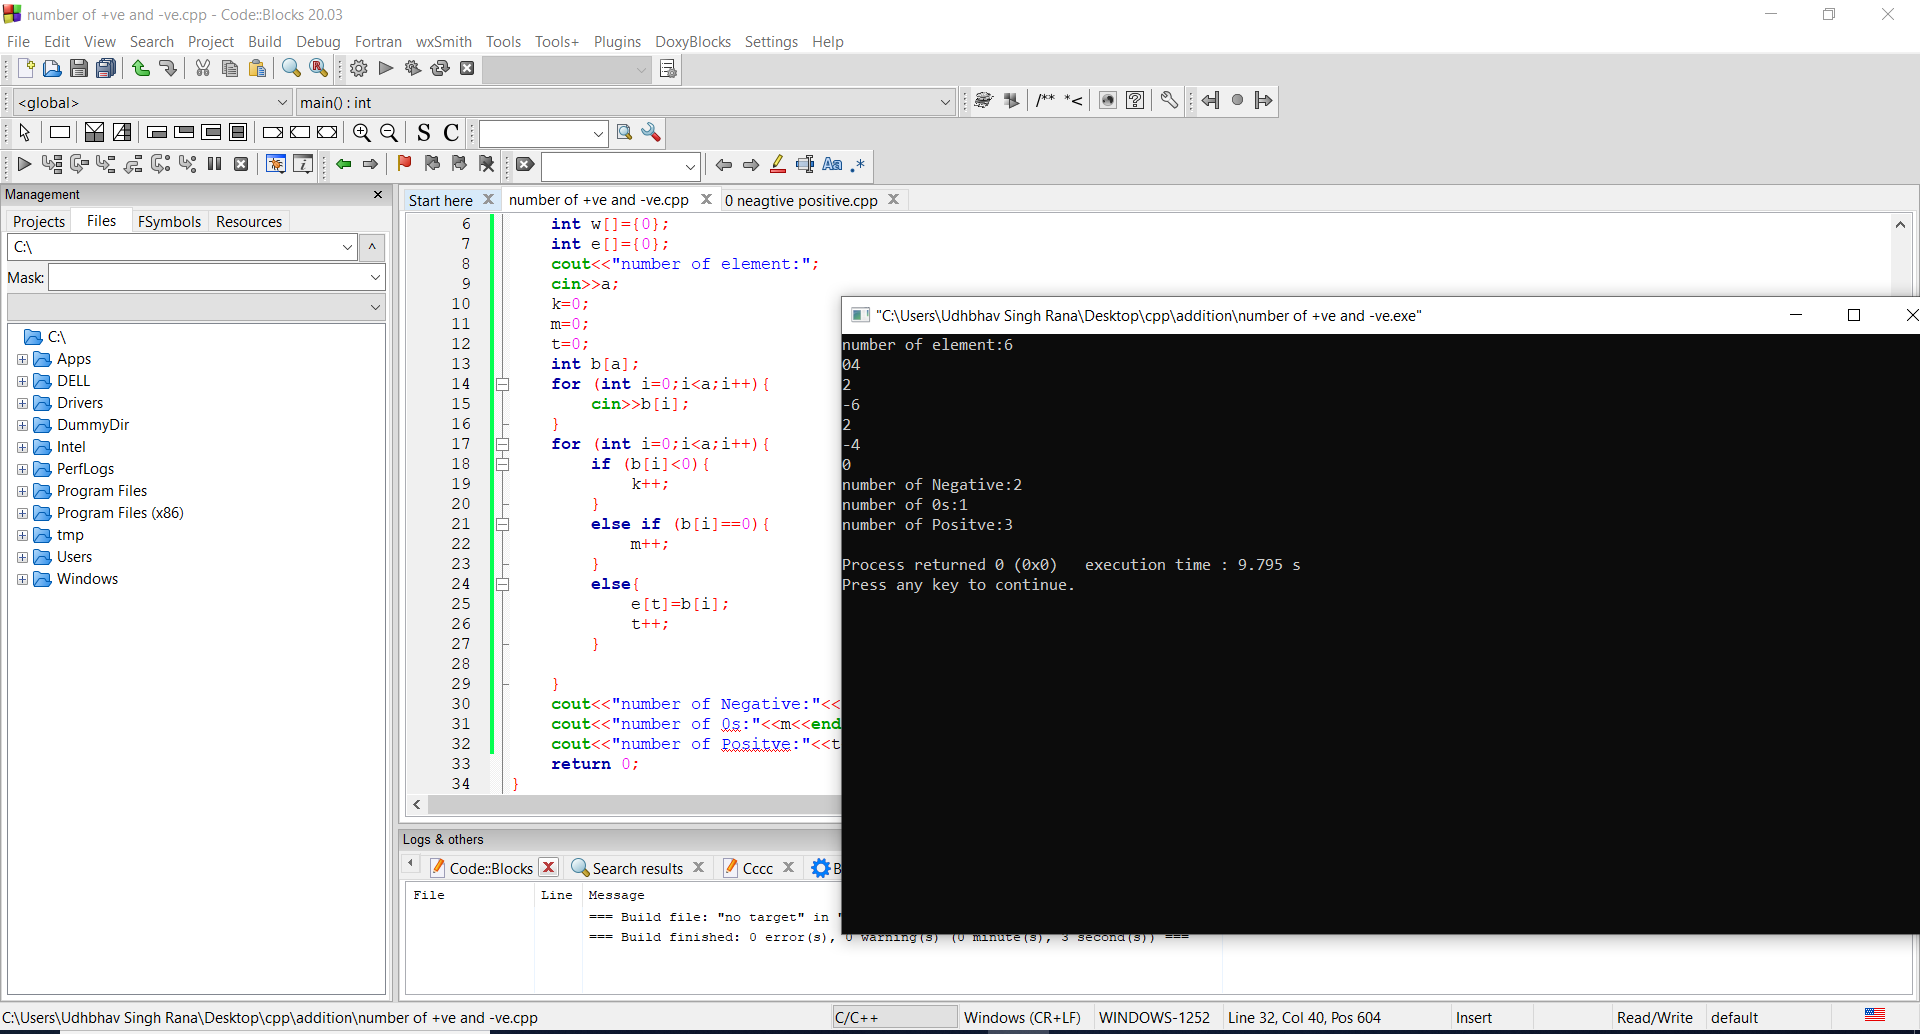 number of +ve and -ve.cpp - Code::Blocks 20.03
File Edit View Search Project Build Debug Fortran wxSmith Tools Tools+ Plugins DoxyBlocks Settings Help
<global>
main() : int
/** *<
S C
Aa .*
Management
Projects Files FSymbols Resources
C:\
^
Mask:
C:\
Apps
DELL
Drivers
DummyDir
Intel
PerfLogs
Program Files
Program Files (x86)
tmp
Users
Windows
Start here number of +ve and -ve.cpp 0 neagtive positive.cpp
6 int w[]={0};
7 int e[]={0};
8 cout<<"number of element:";
9 cin>>a;
10 k=0;
11 m=0;
12 t=0;
13 int b[a];
14 for (int i=0;i<a;i++){
15 cin>>b[i];
16 }
17 for (int i=0;i<a;i++){
18 if (b[i]<0){
19 k++;
20 }
21 else if (b[i]==0){
22 m++;
23 }
24 else{
25 e[t]=b[i];
26 t++;
27 }
28
29 }
30 cout<<"number of Negative:"<<
31 cout<<"number of 0s:"<<m<<end
32 cout<<"number of Positve:"<<t
33 return 0;
34 }
"C:\Users\Udhbhav Singh Rana\Desktop\cpp\addition\number of +ve and -ve.exe"
number of element:6
04
2
-6
2
-4
0
number of Negative:2
number of 0s:1
number of Positve:3
Process returned 0 (0x0) execution time : 9.795 s
Press any key to continue.
Logs & others
Code::Blocks Search results Cccc B
File Line Message
=== Build file: "no target" in "
=== Build finished: 0 error(s), 0 warning(s) (0 minute(s), 3 second(s)) ===
C:\Users\Udhbhav Singh Rana\Desktop\cpp\addition\number of +ve and -ve.cpp C/C++ Windows (CR+LF) WINDOWS-1252 Line 32, Col 40, Pos 604 Insert Read/Write default